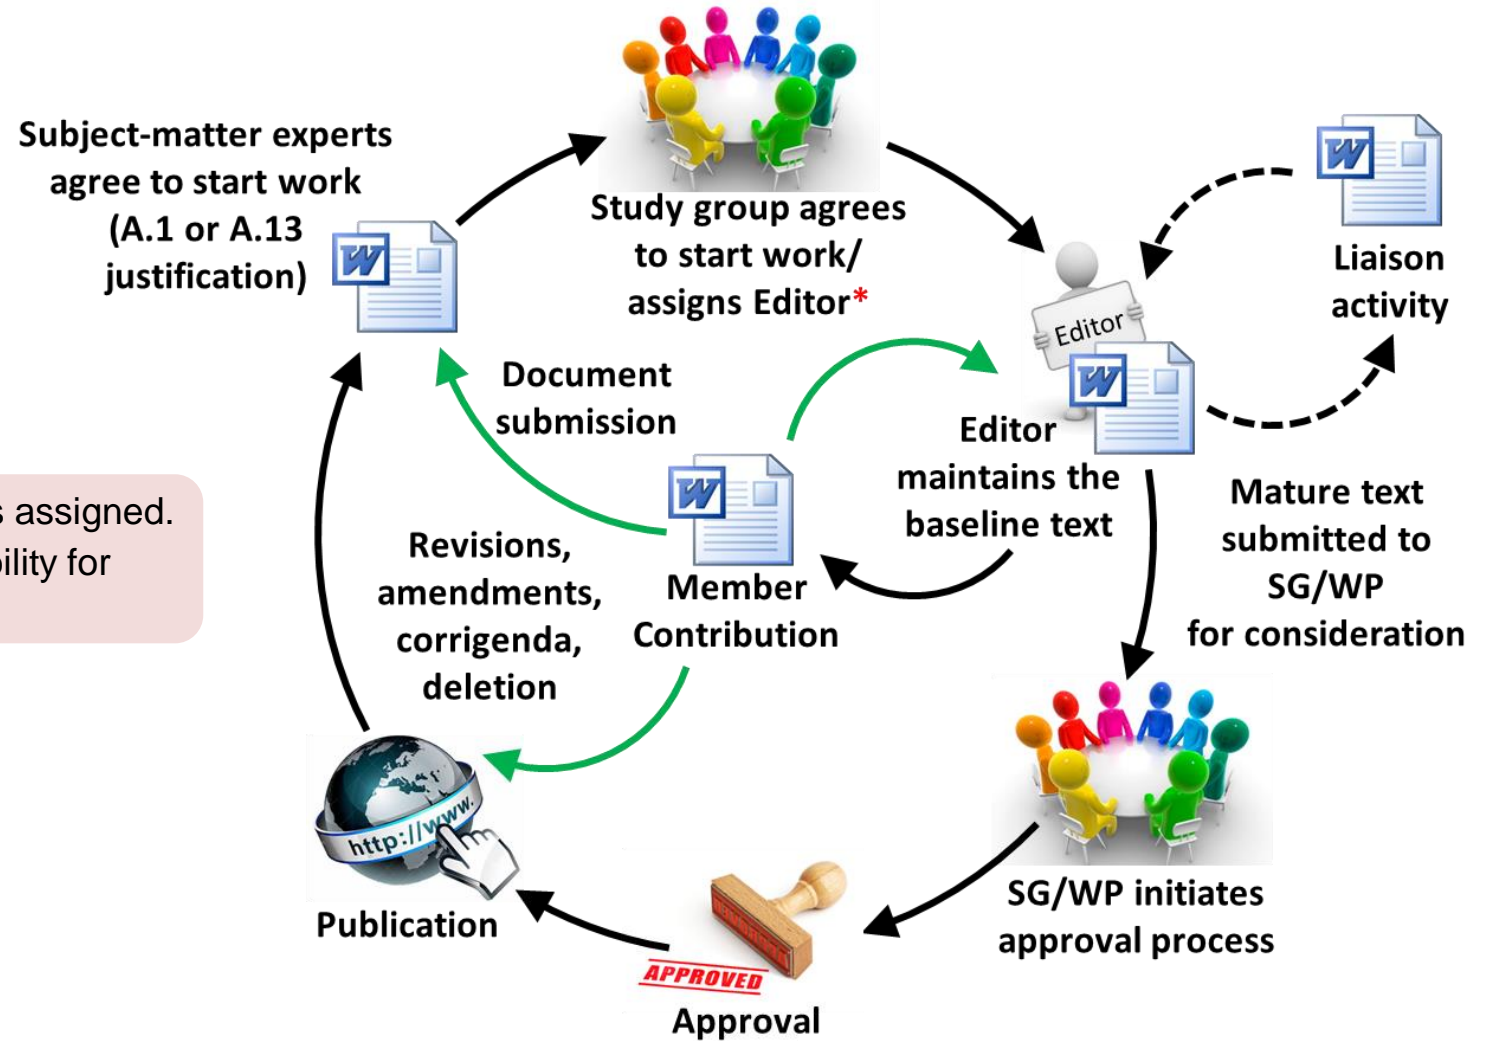 Subject-matter experts
agree to start work
(A.1 or A.13
justification)
Study group agrees
to start work/
assigns Editor*
Liaison
activity
Editor
Document
submission
Editor
maintains the
baseline text
Mature text
submitted to
SG/WP
for consideration
s assigned.
ility for
Revisions,
amendments,
corrigenda,
deletion
Member
Contribution
http://www.
Publication
APPROVED
Approval
SG/WP initiates
approval process
W
W
W
W